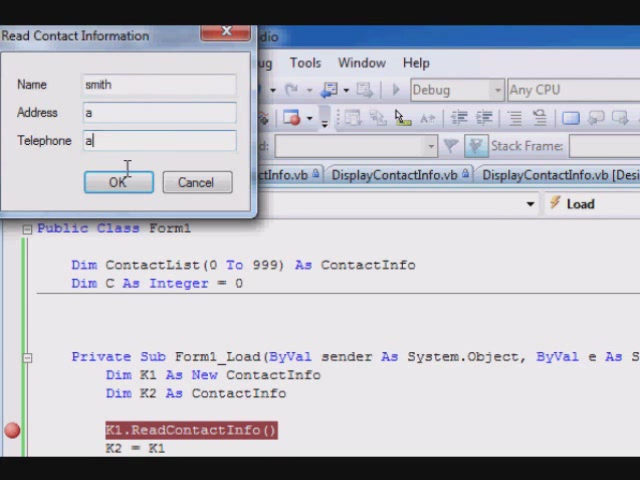 Read Contact Information
dio
Name smith
Address a
Telephone a
OK Cancel
ug Tools Window Help
Debug Any CPU
d: Stack Frame:
ctInfo.vb DisplayContactInfo.vb DisplayContactInfo.vb [Desi
Load
Public Class Form1
Dim ContactList(0 To 999) As ContactInfo
Dim C As Integer = 0
Private Sub Form1_Load(ByVal sender As System.Object, ByVal e As S
Dim K1 As New ContactInfo
Dim K2 As ContactInfo
K1.ReadContactInfo()
K2 = K1